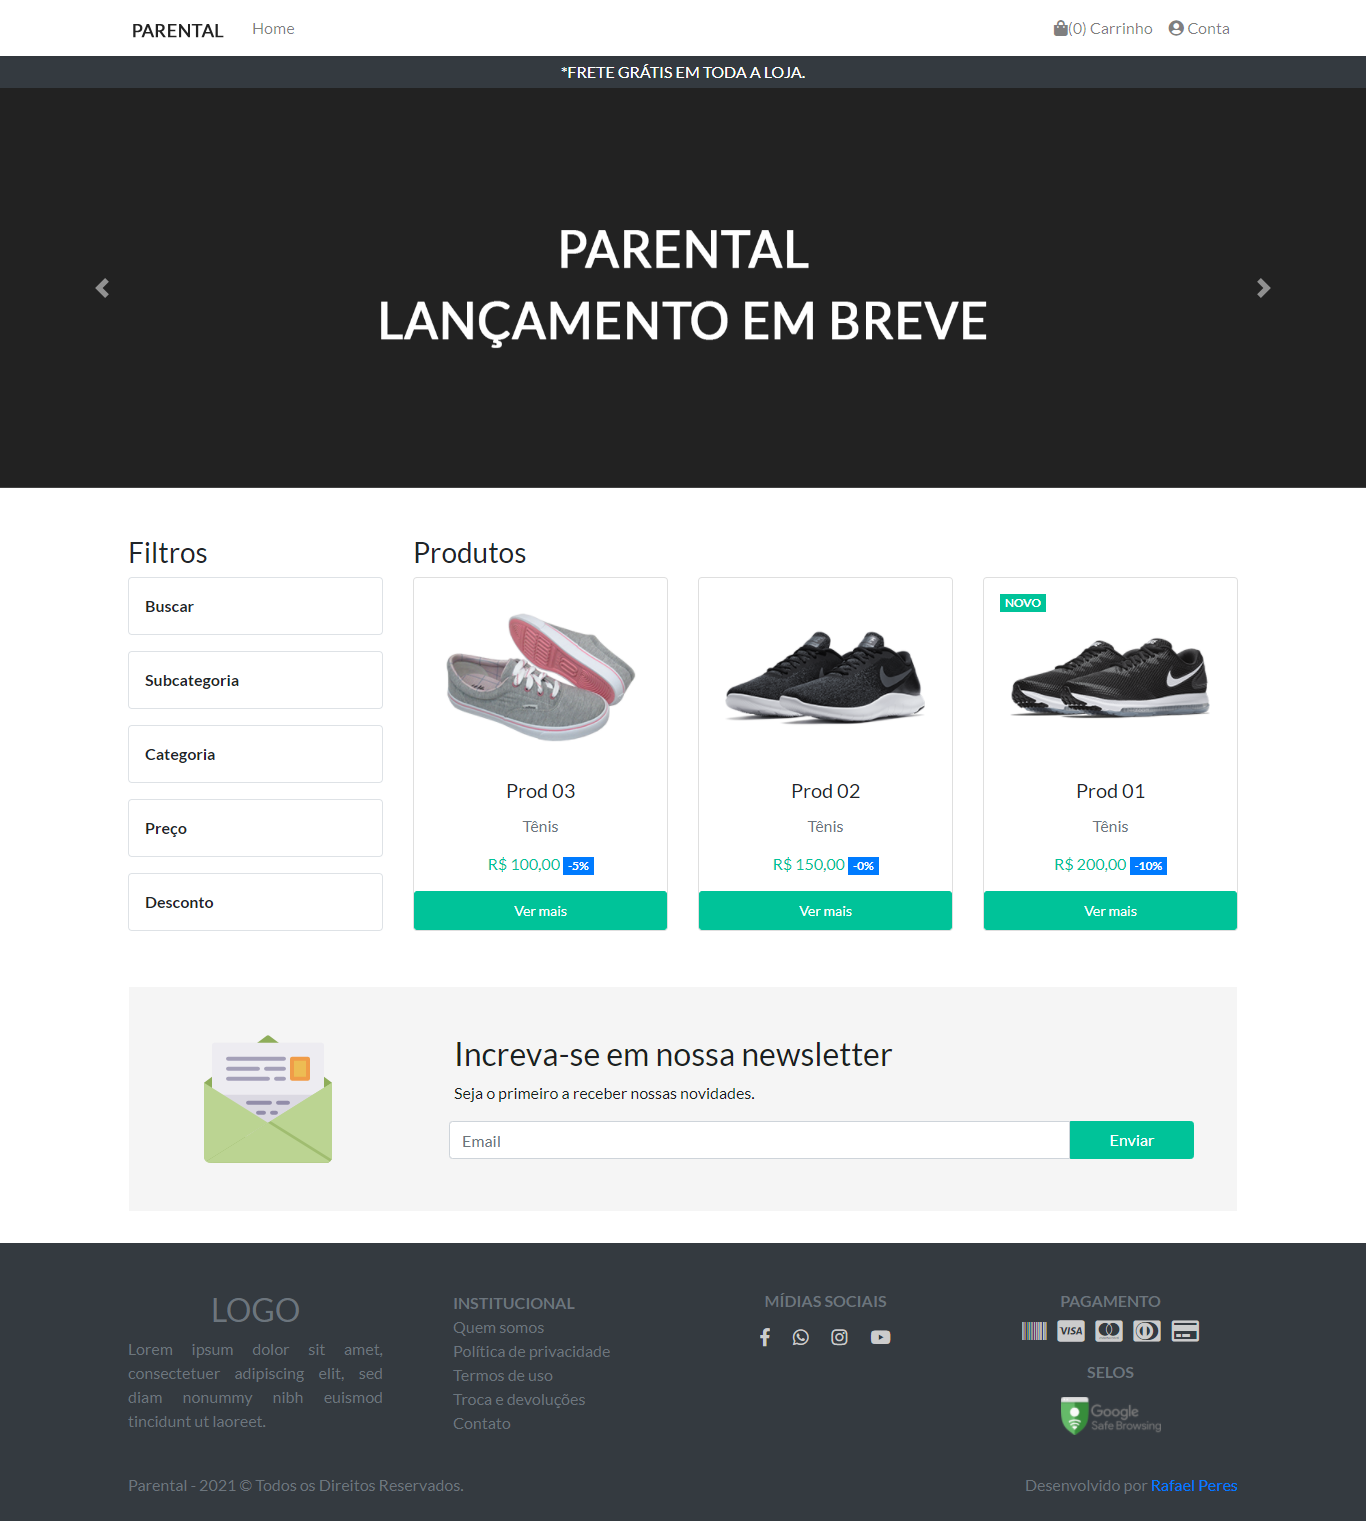 PARENTAL
Home
(0) Carrinho
Conta
*FRETE GRÁTIS EM TODA A LOJA.
PARENTAL
LANÇAMENTO EM BREVE
Filtros
Buscar
Subcategoria
Categoria
Preço
Desconto
Produtos
Prod 03
Tênis
R$ 100,00 -5%
Ver mais
Prod 02
Tênis
R$ 150,00 -0%
Ver mais
NOVO
Prod 01
Tênis
R$ 200,00 -10%
Ver mais
Increva-se em nossa newsletter
Seja o primeiro a receber nossas novidades.
Email
Enviar
LOGO
Lorem ipsum dolor sit amet,
consectetuer adipiscing elit, sed
diam nonummy nibh euismod
tincidunt ut laoreet.
INSTITUCIONAL
Quem somos
Política de privacidade
Termos de uso
Troca e devoluções
Contato
MÍDIAS SOCIAIS
PAGAMENTO
VISA
SELOS
Google
Safe Browsing
Parental - 2021 © Todos os Direitos Reservados.
Desenvolvido por Rafael Peres